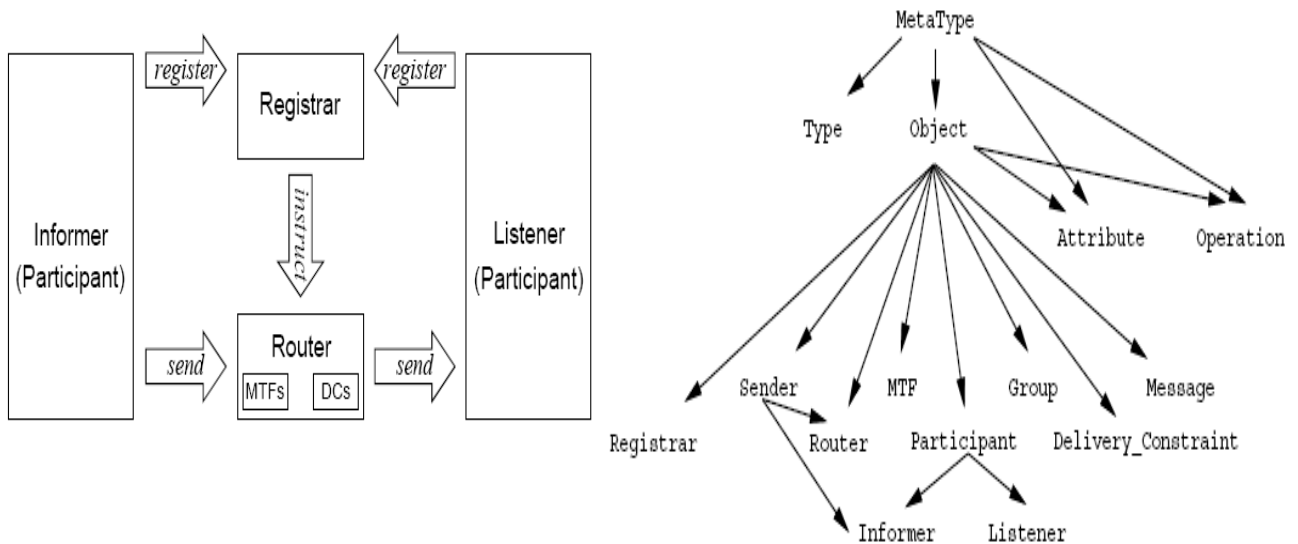 register
register
Registrar
instruct
Informer
(Participant)
Listener
(Participant)
send
Router
MTFs
DCs
send
MetaType
Type
Object
Attribute
Operation
Sender
MTF
Group
Message
Registrar
Router
Participant
Delivery_Constraint
Informer
Listener